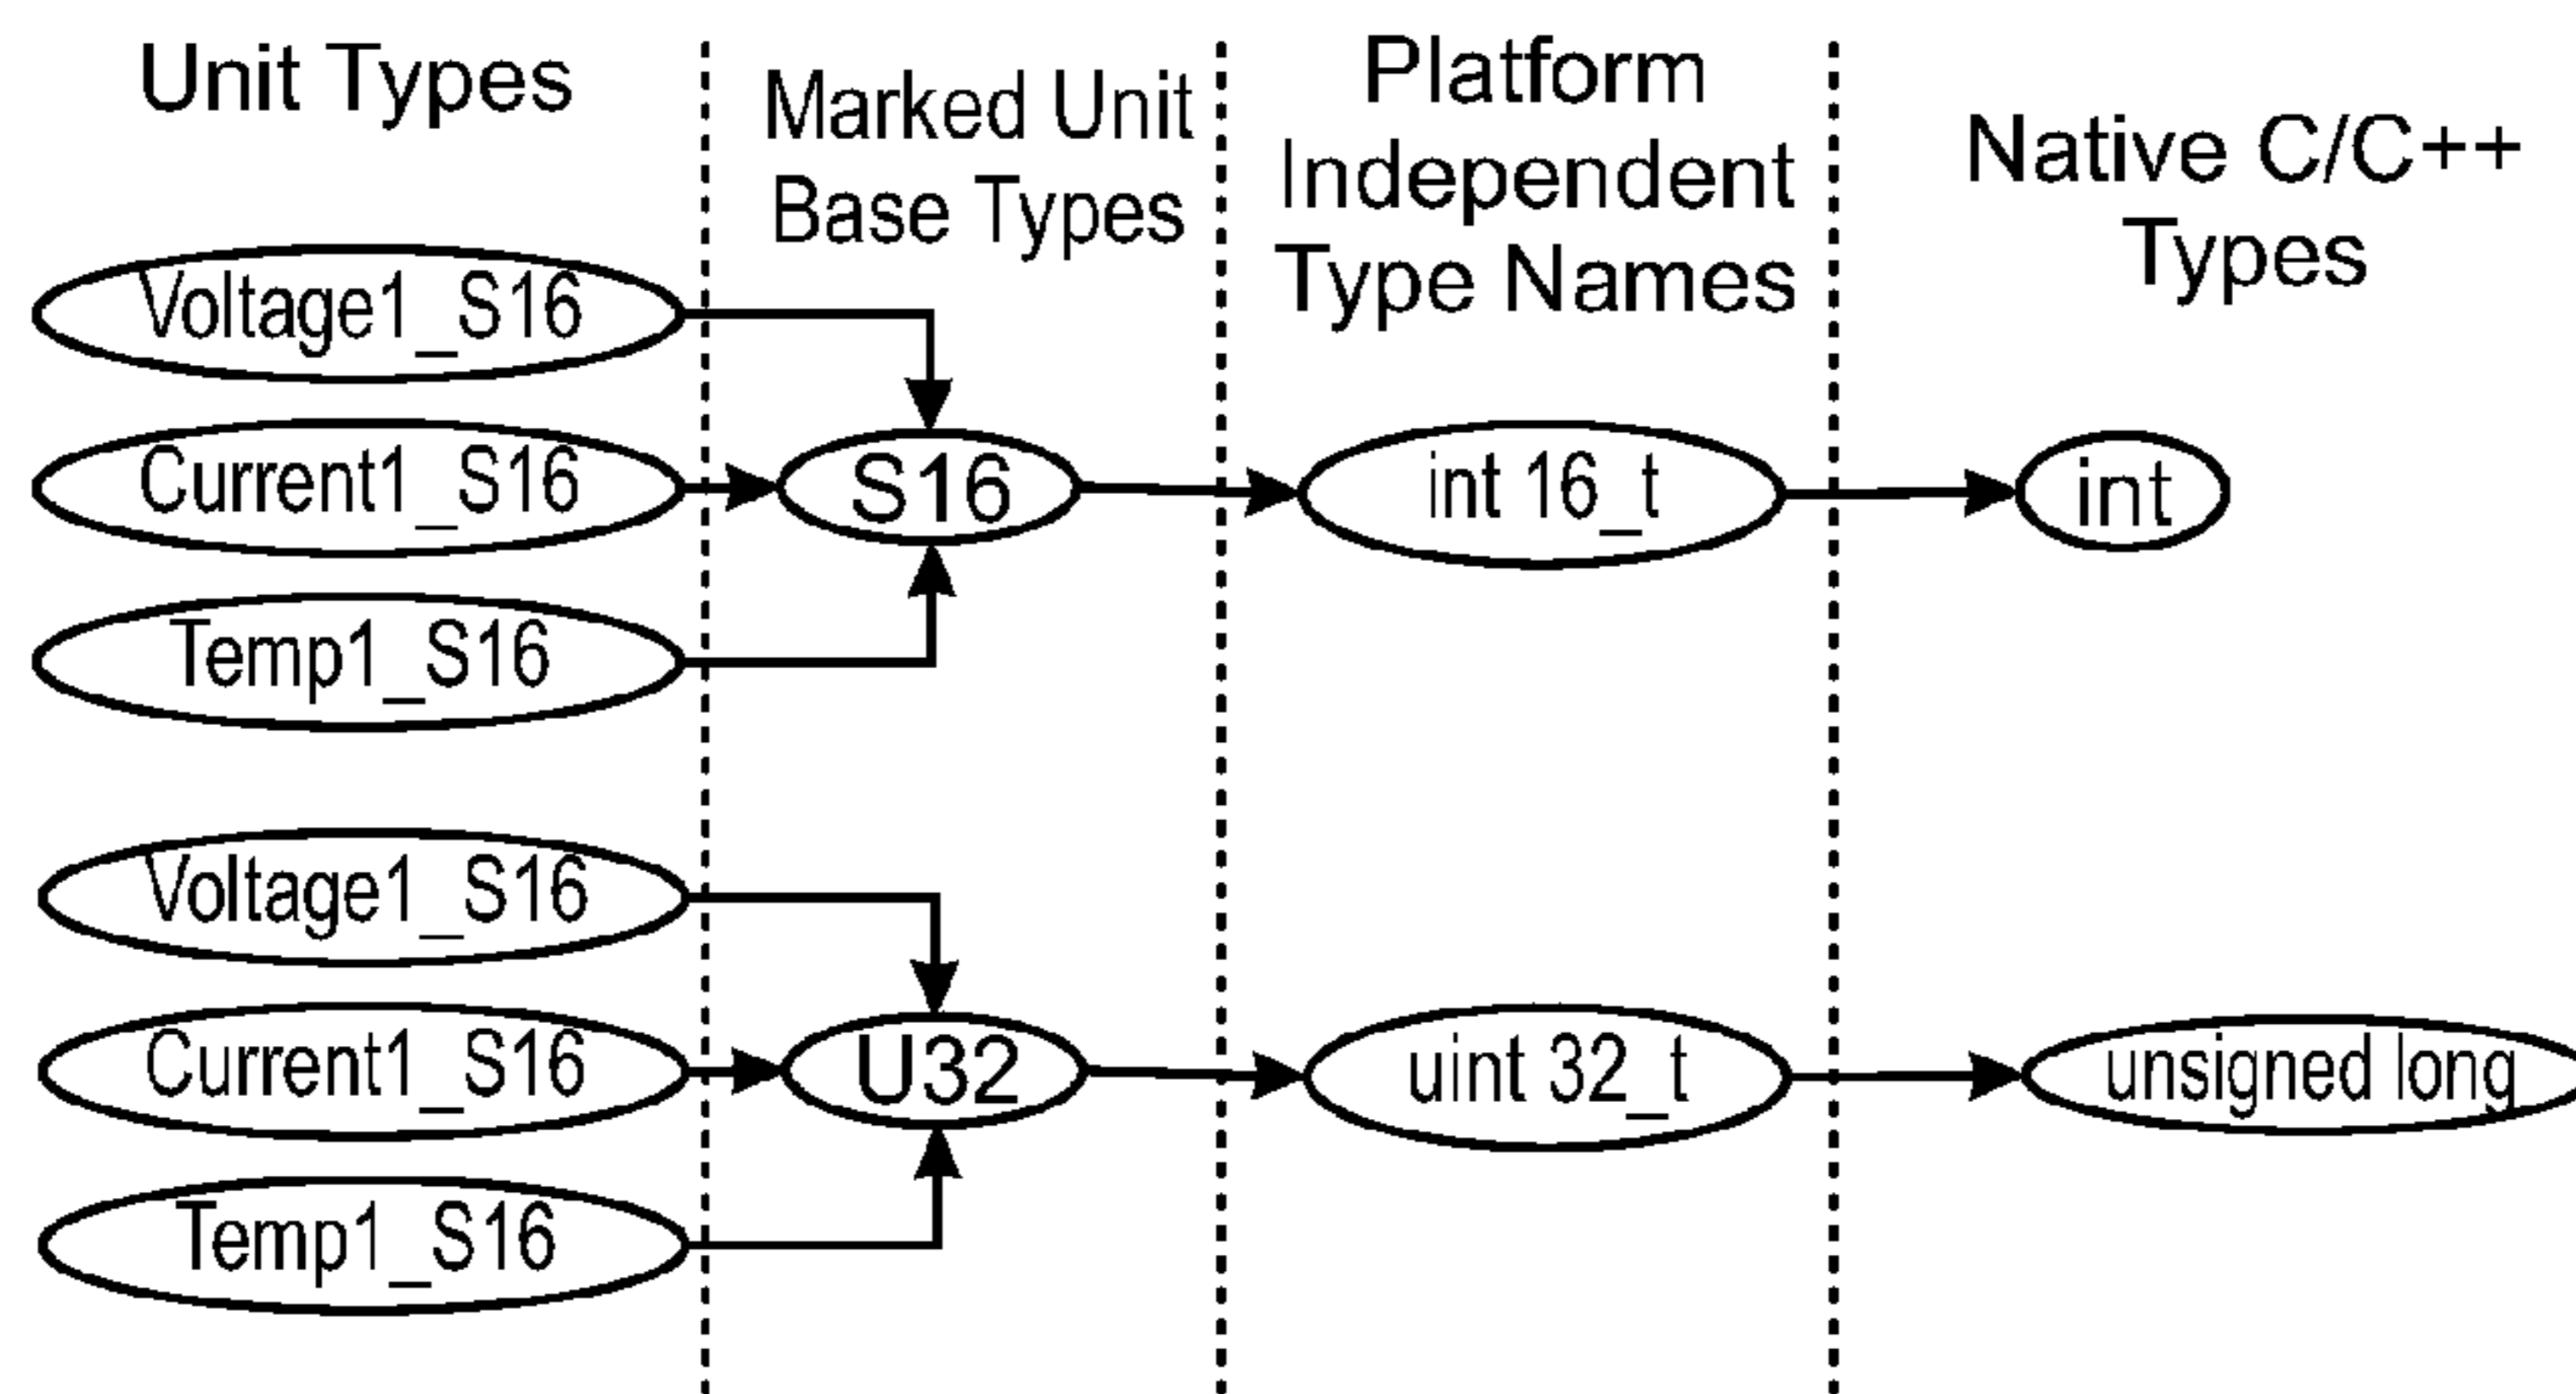 Unit Types
Marked Unit
Base Types
Platform
Independent
Type Names
Native C/C++
Types
Voltage1_S16
Current1_S16
Temp1_S16
S16
int 16_t
int
Voltage1_S16
Current1_S16
Temp1_S16
U32
uint 32_t
unsigned long